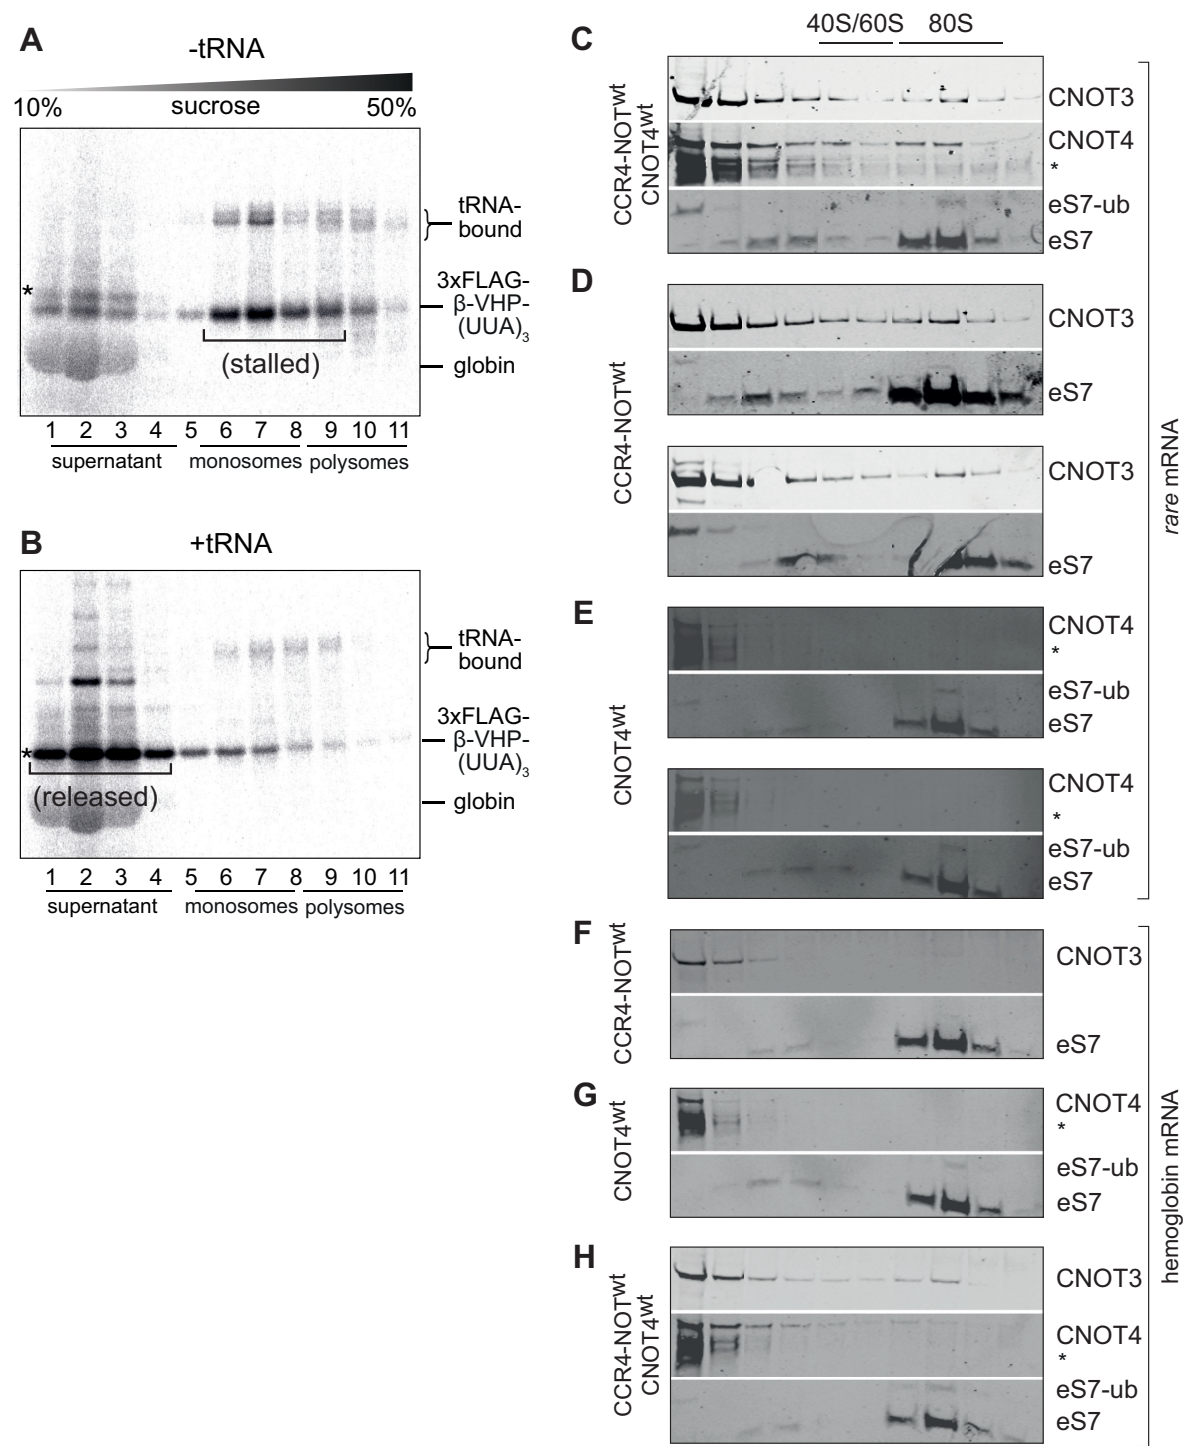 A
-tRNA
10% sucrose 50%
tRNA-
bound
3xFLAG-
β-VHP-
(UUA)3
*
(stalled)
globin
1 2 3 4 5 6 7 8 9 10 11
supernatant monosomes polysomes
B
+tRNA
tRNA-
bound
3xFLAG-
β-VHP-
(UUA)3
*
(released)
globin
1 2 3 4 5 6 7 8 9 10 11
supernatant monosomes polysomes
40S/60S 80S
C
CCR4-NOTwt
CNOT4wt
CNOT3
CNOT4
*
eS7-ub
eS7
D
CCR4-NOTwt
CNOT3
eS7
CNOT3
eS7
rare mRNA
E
CNOT4wt
CNOT4
*
eS7-ub
eS7
CNOT4
*
eS7-ub
eS7
F
CCR4-NOTwt
CNOT3
eS7
G
CNOT4wt
CNOT4
*
eS7-ub
eS7
hemoglobin mRNA
H
CCR4-NOTwt
CNOT4wt
CNOT3
CNOT4
*
eS7-ub
eS7